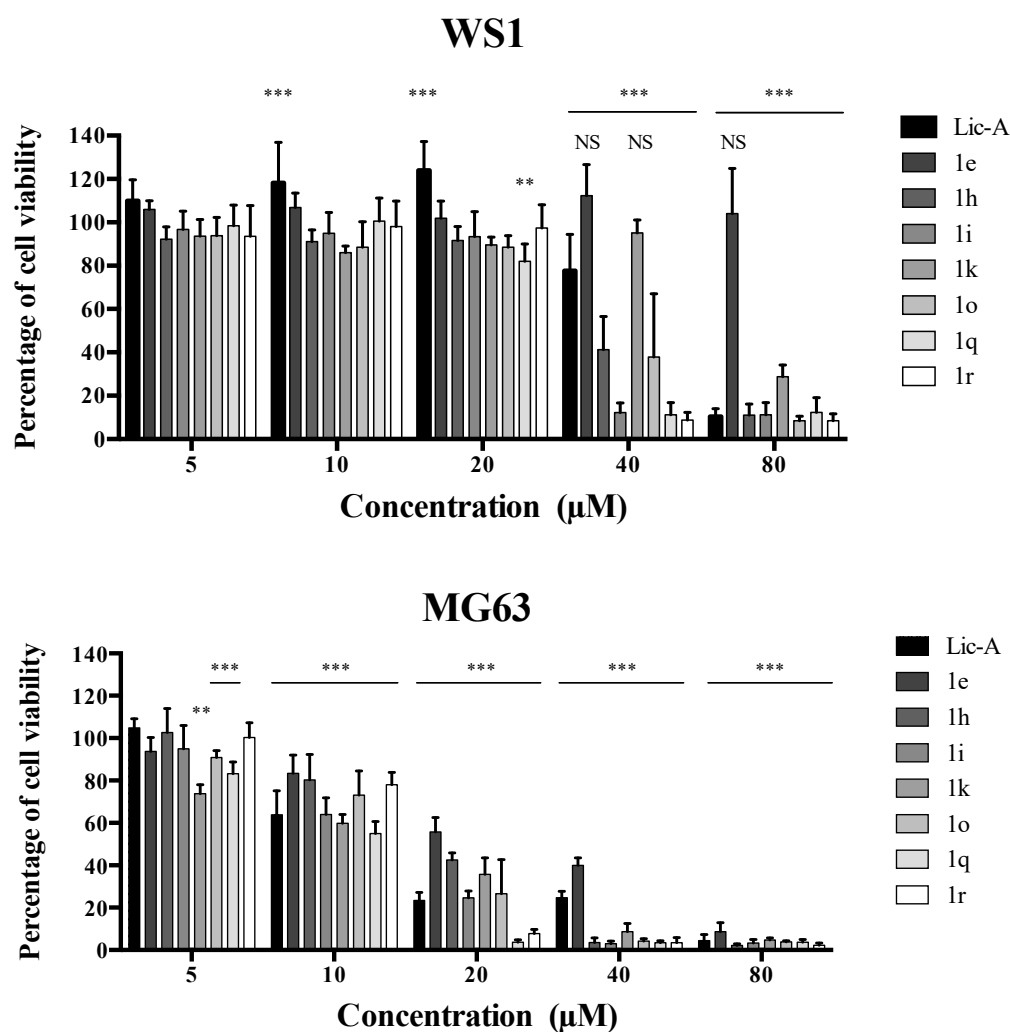 WS1
*** *** *** ***
NS NS NS
**
Percentage of cell viability
140
120
100
80
60
40
20
0
5 10 20 40 80
Concentration (μM)
Lic-A
1e
1h
1i
1k
1o
1q
1r
MG63
*** *** *** *** ***
**
Percentage of cell viability
140
120
100
80
60
40
20
0
5 10 20 40 80
Concentration (μM)
Lic-A
1e
1h
1i
1k
1o
1q
1r